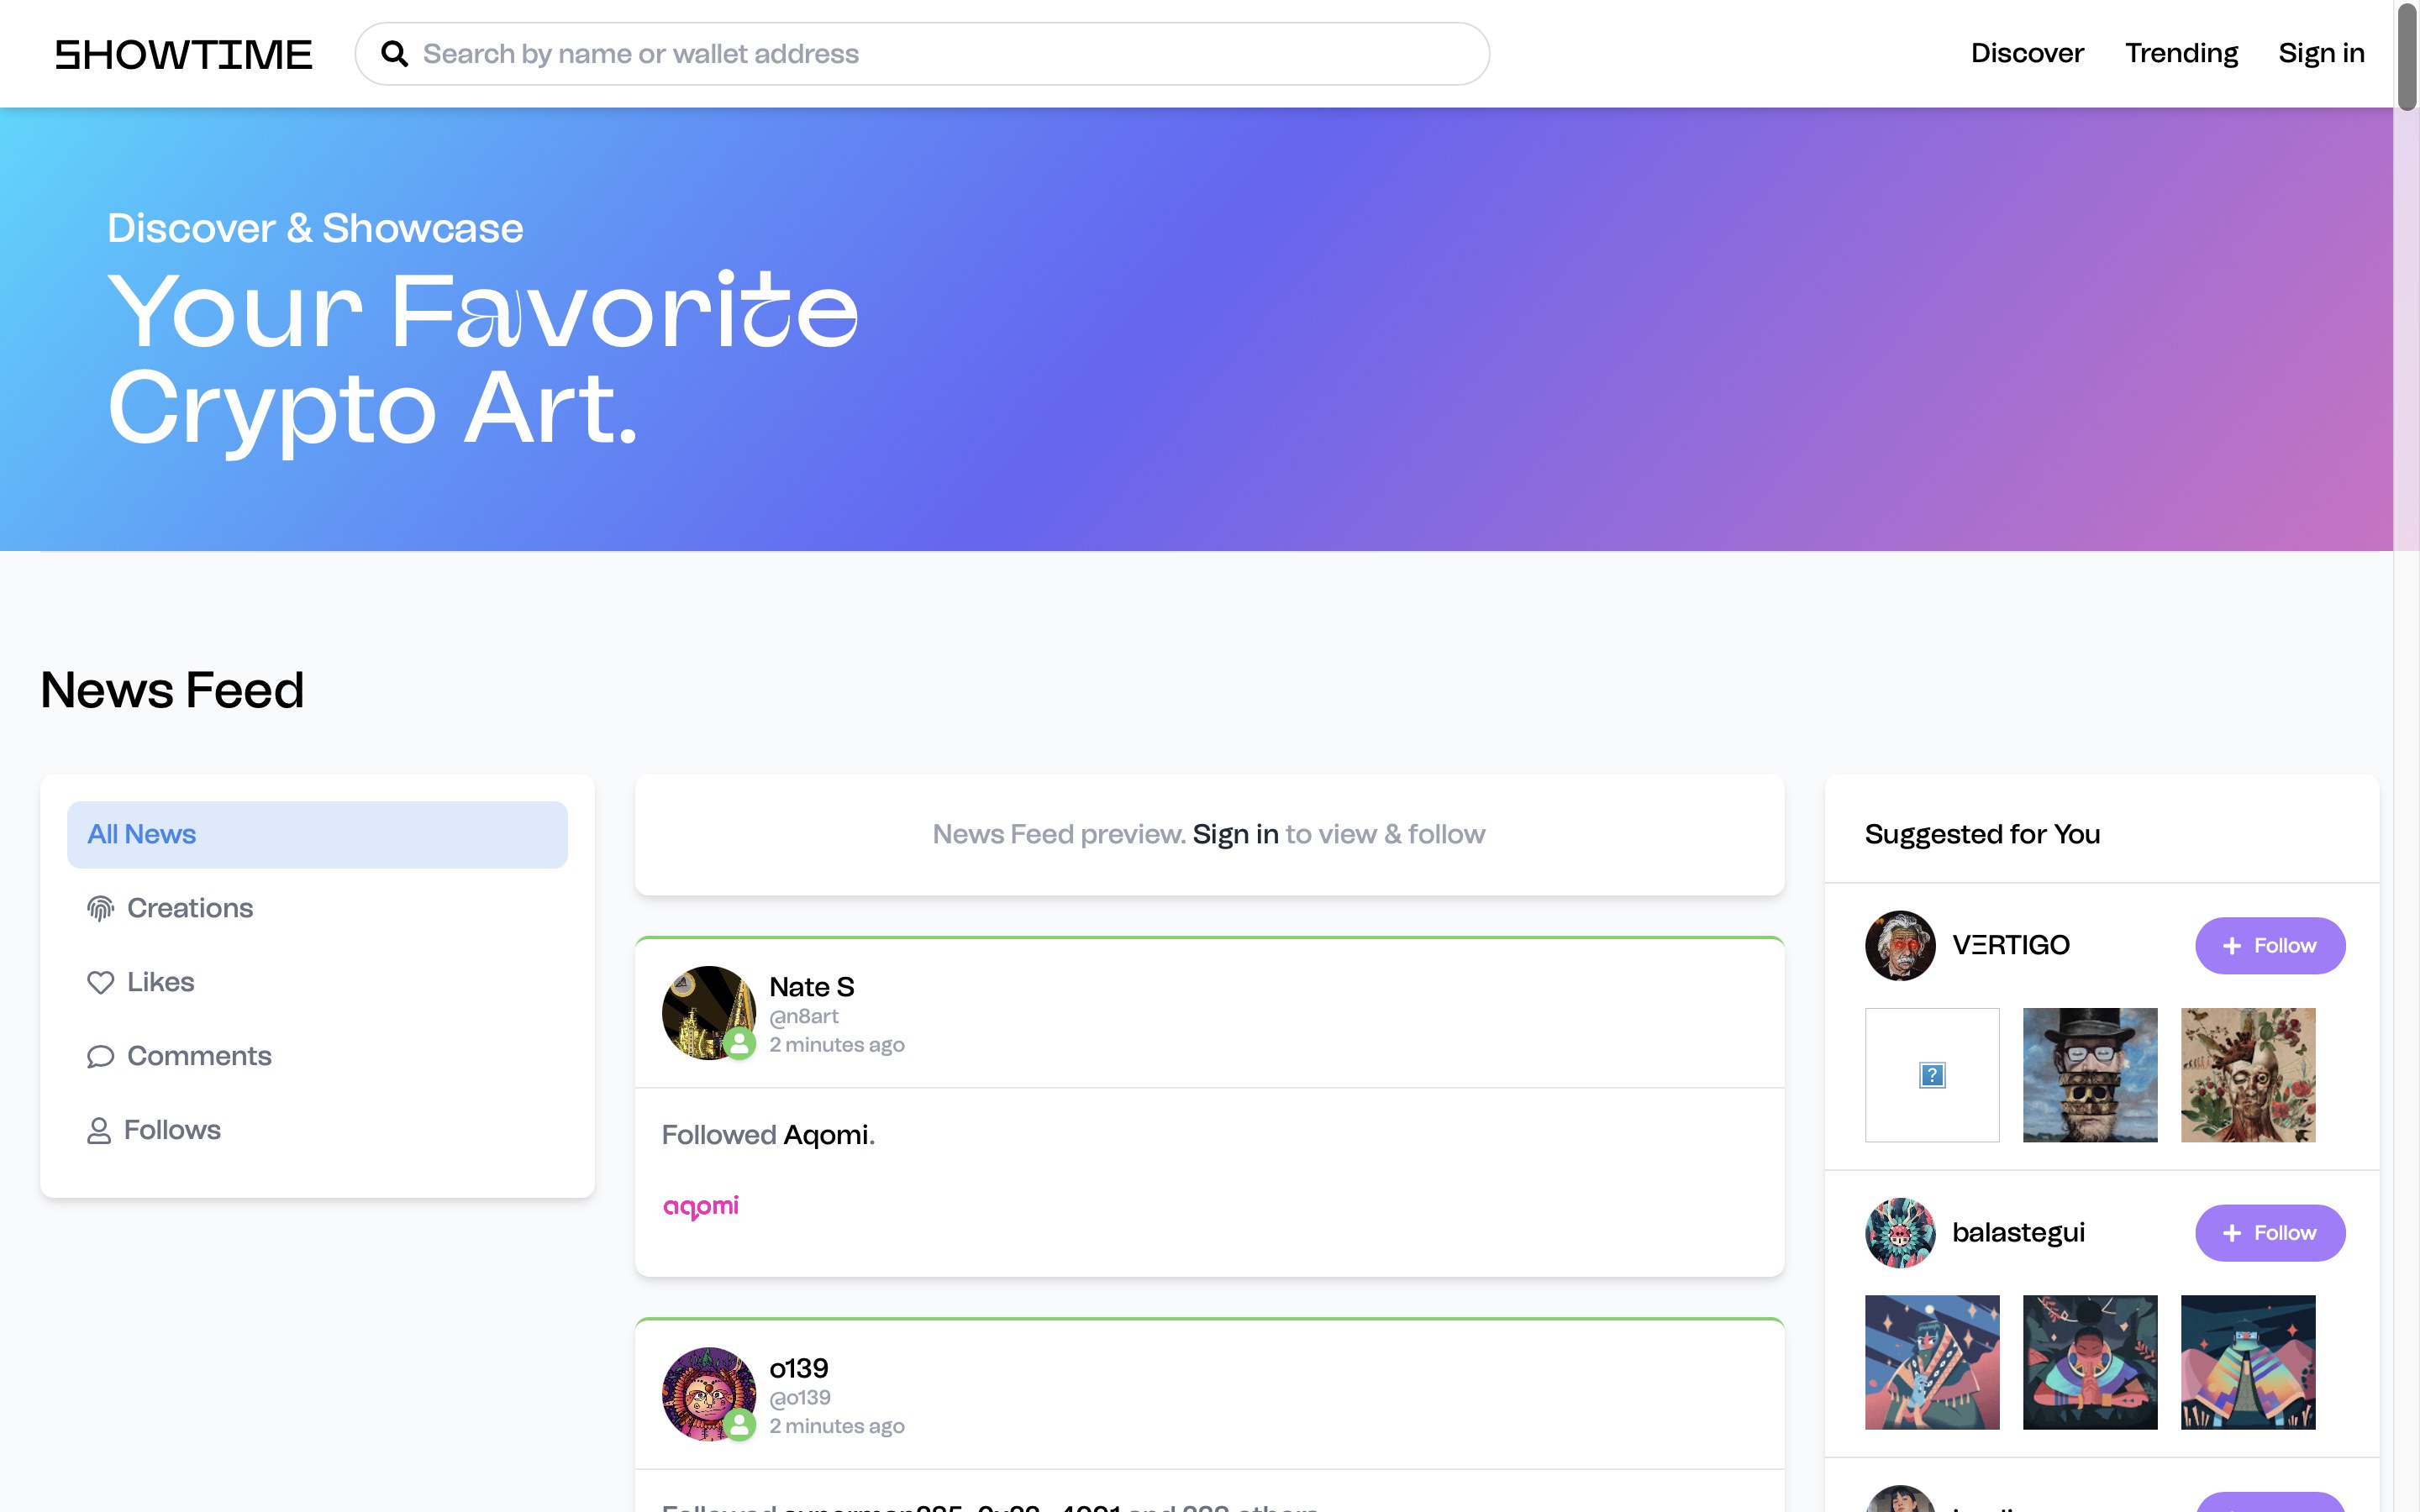 SHOWTIME
Search by name or wallet address
Discover
Trending
Sign in
Discover & Showcase
Your Favorite
Crypto Art.
News Feed
All News
Creations
Likes
Comments
Follows
News Feed preview. Sign in to view & follow
Nate S
@n8art
2 minutes ago
Followed Aqomi.
aqomi
o139
@o139
2 minutes ago
Suggested for You
VΞRTIGO
+ Follow
balastegui
+ Follow